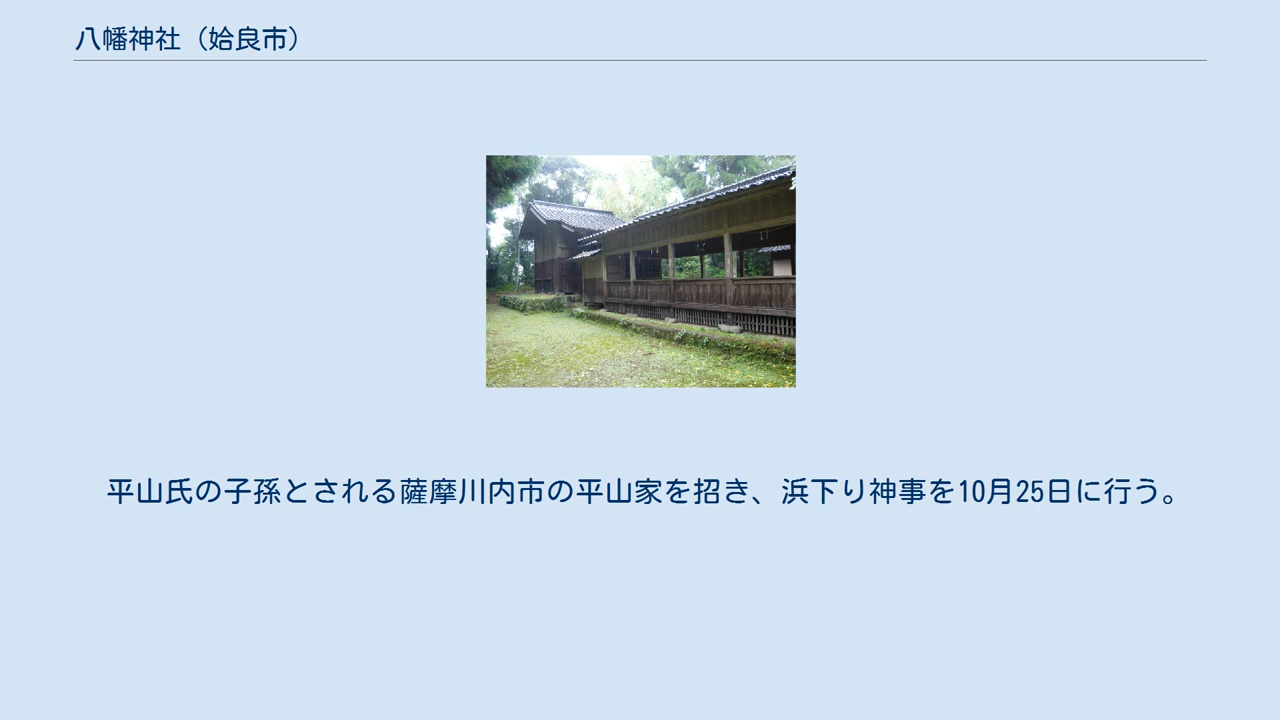 八幡神社（姶良市）
平山氏の子孫とされる薩摩川内市の平山家を招き、浜下り神事を10月25日に行う。